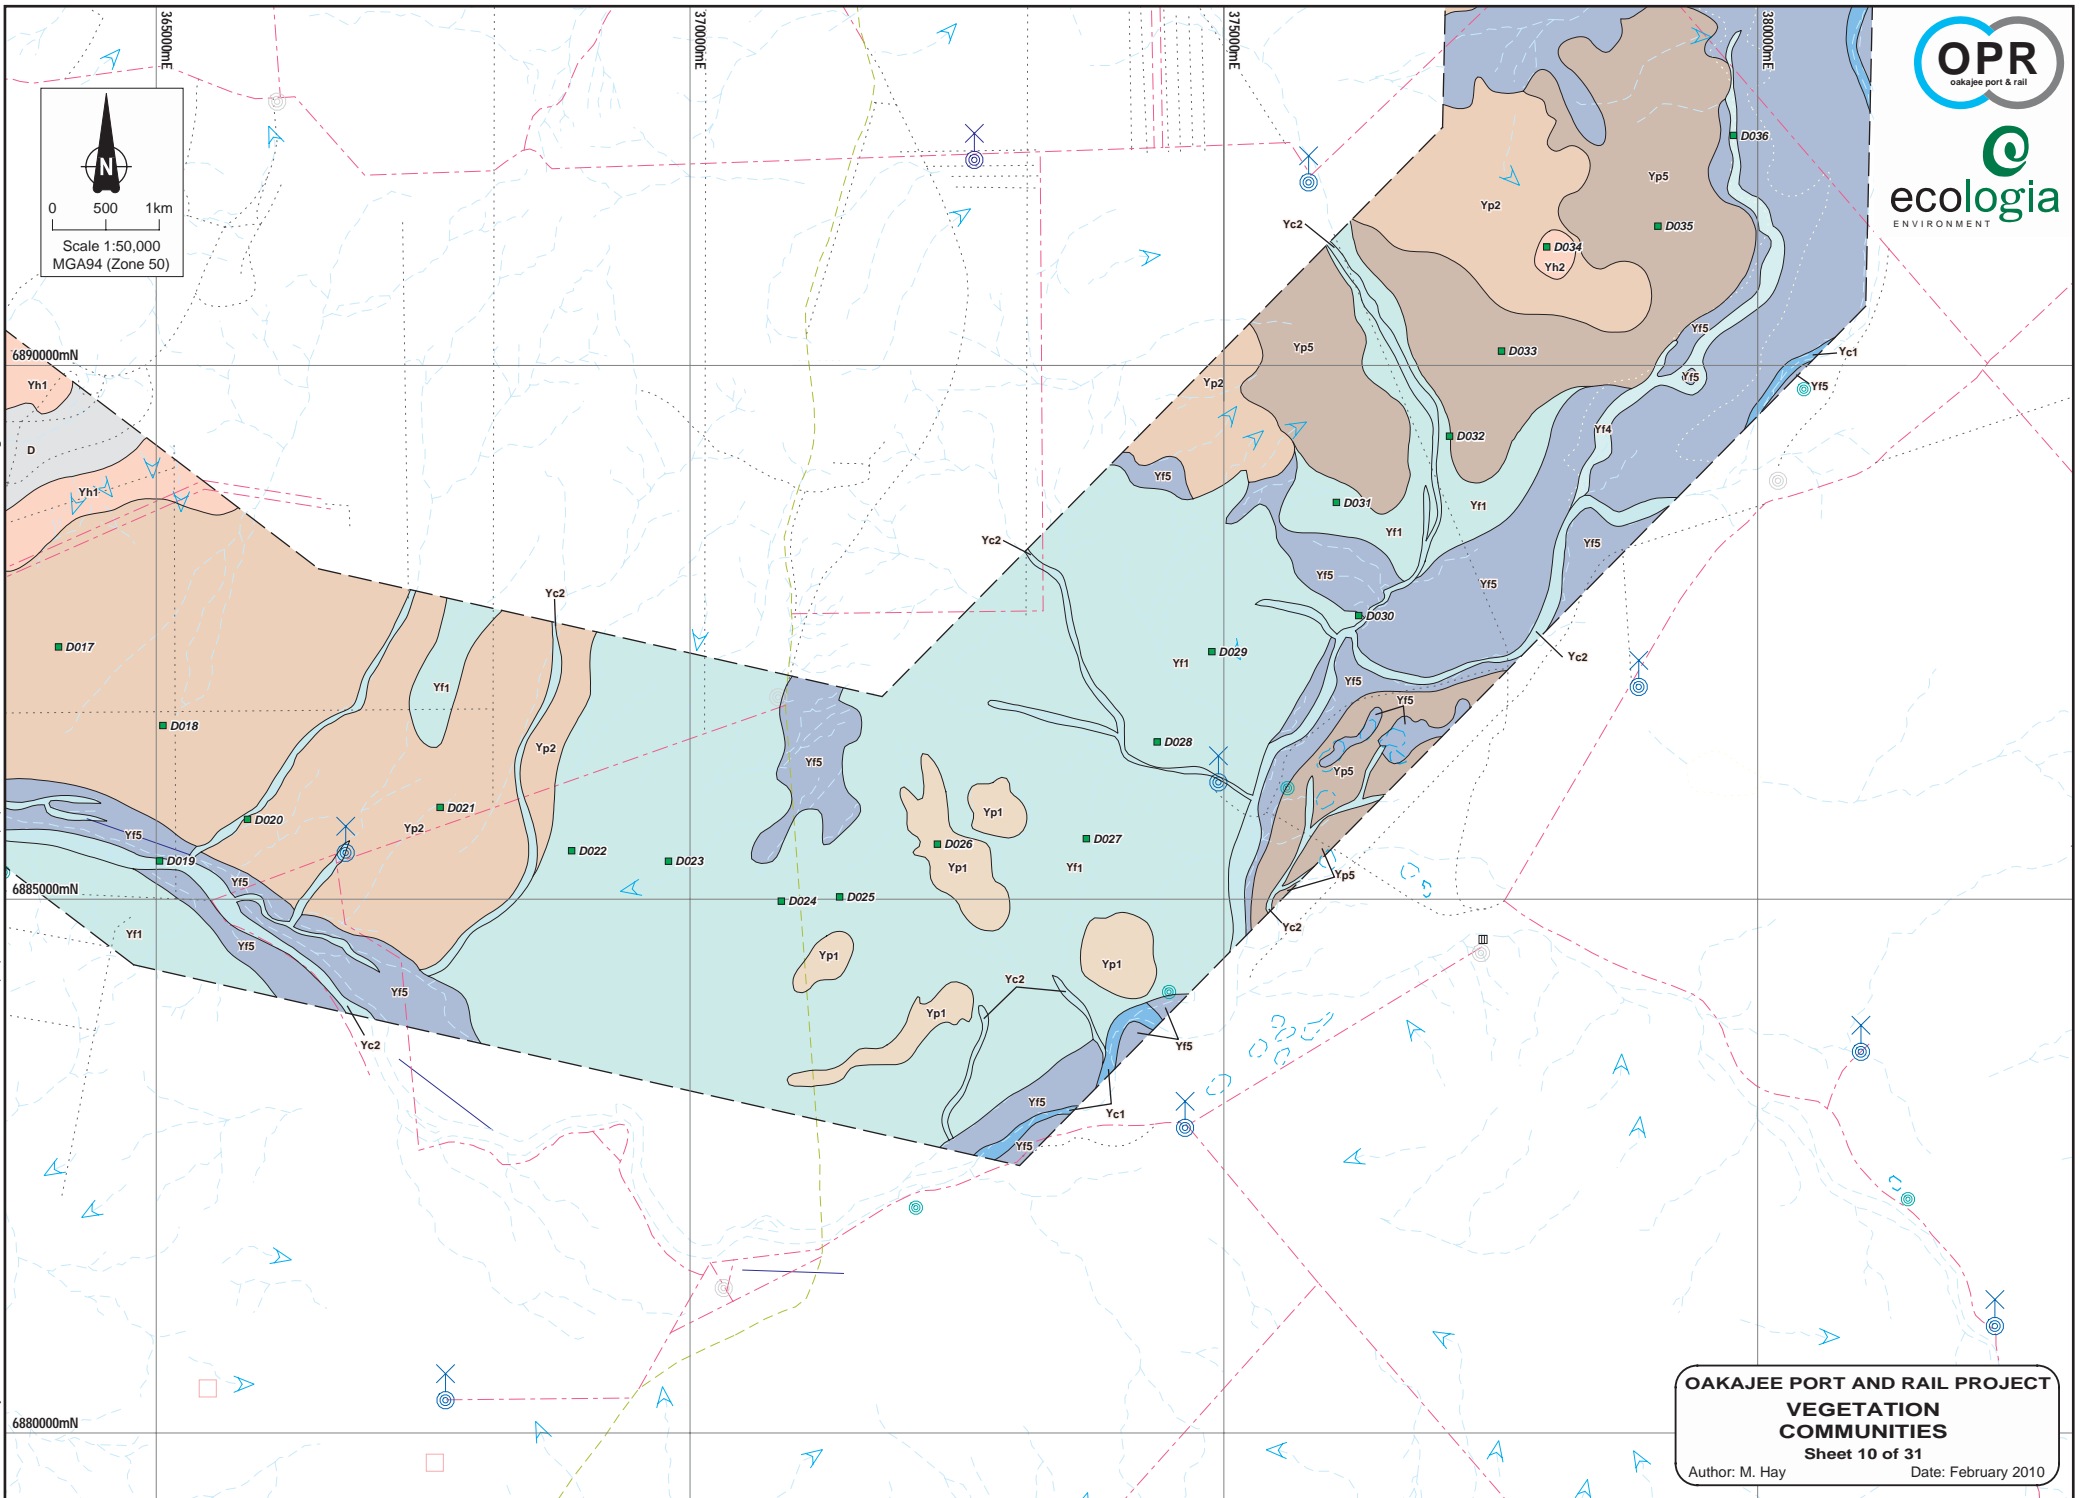 365000mE
370000mE
375000mE
380000mE
OPR
oakajee port & rail
ecologia
ENVIRONMENT
N
0 500 1km
Scale 1:50,000
MGA94 (Zone 50)
D036
Yp5
Yp2
D035
Yc2
D034
Yh2
Yf5
6890000mN
Yp5
D033
Yc1
Yf5
Yf5
Yh1
Yp2
Yf4
D032
D
Yf5
Yh1
D031
Yf1
Yf1
Yc2
Yf5
Yf5
Yf5
Yc2
D030
D017
D029
Yf1
Yc2
Yf1
Yf5
Yf5
D018
Yp2
D028
Yf5
Yp5
D021
Yp1
D020
Yp2
Yf5
D026
D027
D022
D019
D023
Yp1
Yf1
Yp5
Yf5
6885000mN
D024
D025
Yc2
Yf1
Yf5
Yp1
Yp1
Yc2
Yf5
Yp1
Yc2
Yf5
Yf5
Yc1
Yf5
6880000mN
OAKAJEE PORT AND RAIL PROJECT
VEGETATION
COMMUNITIES
Sheet 10 of 31
Author: M. Hay Date: February 2010